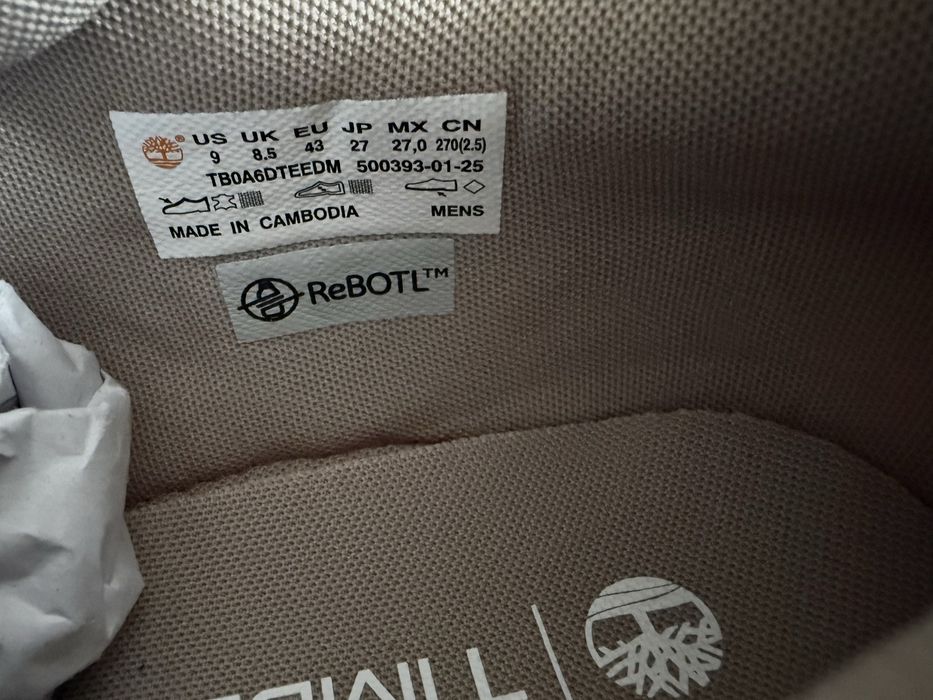 US UK EU JP MX CN
9 8.5 43 27 27,0 270(2.5)
TB0A6DTEEDM 500393-01-25
MADE IN CAMBODIA MENS
ReBOTL™